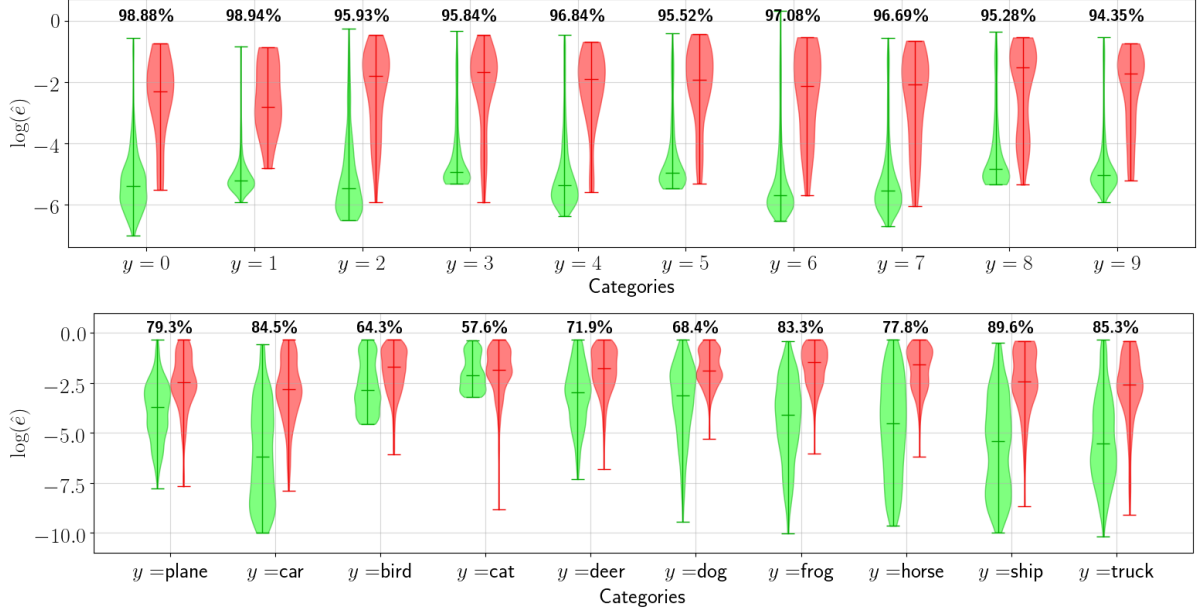 98.88% 98.94% 95.93% 95.84% 96.84% 95.52% 97.08% 96.69% 95.28% 94.35%
0
−2
−4
−6
log(ê)
y = 0 y = 1 y = 2 y = 3 y = 4 y = 5 y = 6 y = 7 y = 8 y = 9
Categories
79.3% 84.5% 64.3% 57.6% 71.9% 68.4% 83.3% 77.8% 89.6% 85.3%
0.0
−2.5
−5.0
−7.5
−10.0
log(ê)
y =plane y =car y =bird y =cat y =deer y =dog y =frog y =horse y =ship y =truck
Categories